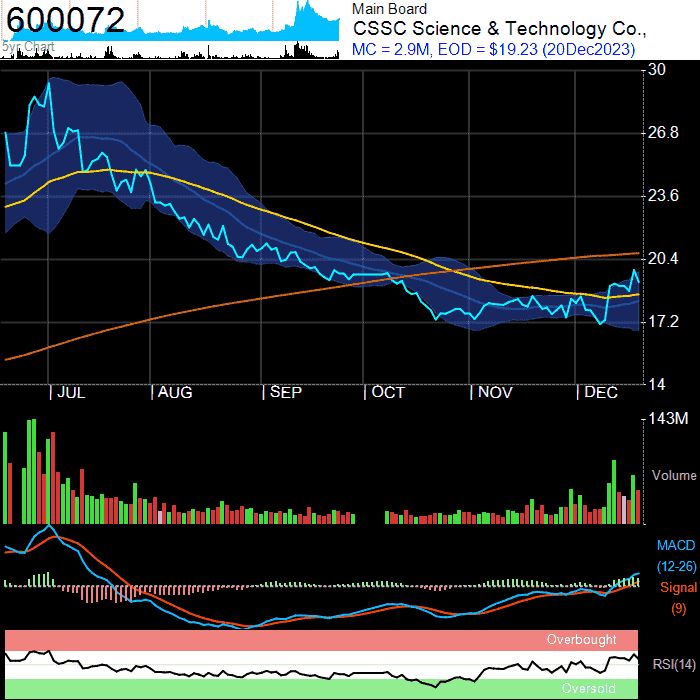 600072
5yr Chart
Main Board
CSSC Science & Technology Co.,
MC = 2.9M, EOD = $19.23 (20Dec2023)
30
26.8
23.6
20.4
17.2
14
| JUL | AUG | SEP | OCT | NOV | DEC
143M
Volume
MACD
(12-26)
Signal
(9)
Overbought
RSI(14)
Oversold